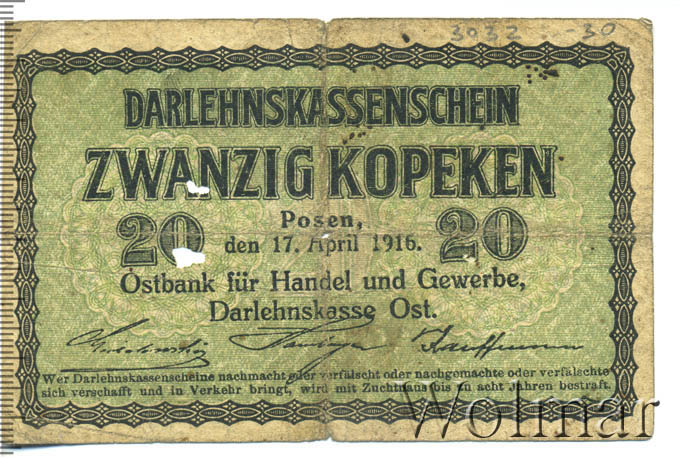 3032 -30
DARLEHNSKASSENSCHEIN
ZWANZIG KOPEKEN
20 Posen, 20
den 17. April 1916.
Ostbank für Handel und Gewerbe,
Darlehnskasse Ost.
Kauffmann
Wer Darlehnskassenscheine nachmacht oder verfälscht oder nachgemachte oder verfälschte
sich verschafft und in Verkehr bringt, wird mit Zuchthaus bis zu acht Jahren bestraft.
Wolmar